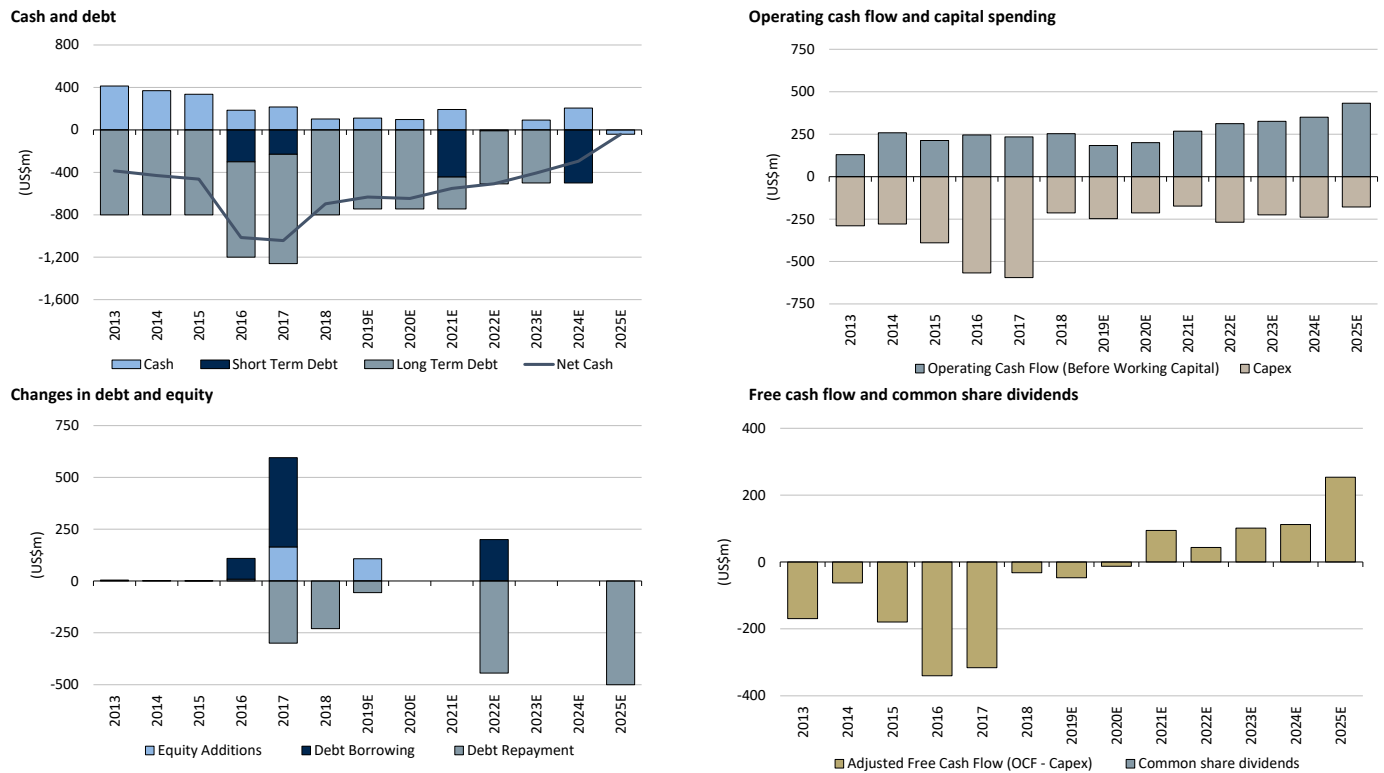 Cash and debt
800
400
0
-400
-800
-1,200
-1,600
(US$m)
2013
2014
2015
2016
2017
2018
2019E
2020E
2021E
2022E
2023E
2024E
2025E
Cash Short Term Debt Long Term Debt Net Cash
Operating cash flow and capital spending
750
500
250
0
-250
-500
-750
(US$m)
2013
2014
2015
2016
2017
2018
2019E
2020E
2021E
2022E
2023E
2024E
2025E
Operating Cash Flow (Before Working Capital) Capex
Changes in debt and equity
750
500
250
0
-250
-500
(US$m)
2013
2014
2015
2016
2017
2018
2019E
2020E
2021E
2022E
2023E
2024E
2025E
Equity Additions Debt Borrowing Debt Repayment
Free cash flow and common share dividends
400
200
0
-200
-400
(US$m)
2013
2014
2015
2016
2017
2018
2019E
2020E
2021E
2022E
2023E
2024E
2025E
Adjusted Free Cash Flow (OCF - Capex) Common share dividends